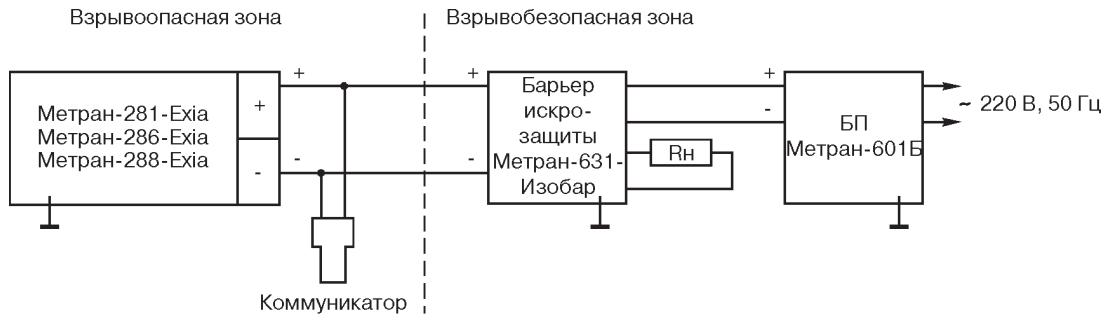 Взрывоопасная зона
Взрывобезопасная зона
Метран-281-Exia
Метран-286-Exia
Метран-288-Exia
+
-
+
-
+
-
Барьер
искро-
защиты
Метран-631-
Изобар
Rн
+
-
БП
Метран-601Б
~ 220 В, 50 Гц
Коммуникатор